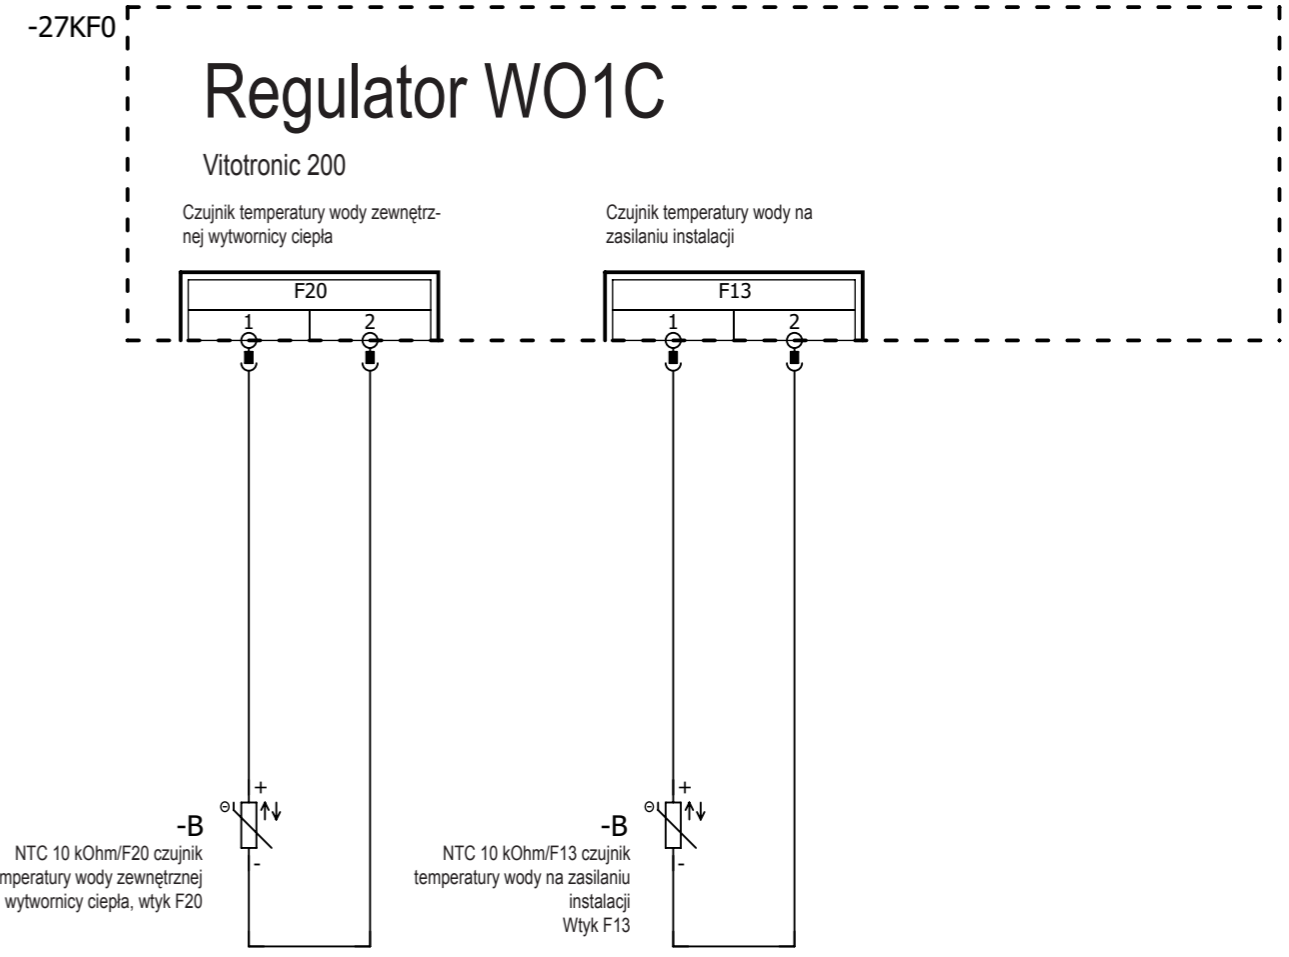 -27KF0
Regulator WO1C
Vitotronic 200
Czujnik temperatury wody zewnętrz-
nej wytwornicy ciepła
Czujnik temperatury wody na
zasilaniu instalacji
F20
1 2
F13
1 2
+
Θ
-B
-
NTC 10 kOhm/F20 czujnik
mperatury wody zewnętrznej
wytwornicy ciepła, wtyk F20
+
Θ
-B
-
NTC 10 kOhm/F13 czujnik
temperatury wody na zasilaniu
instalacji
Wtyk F13